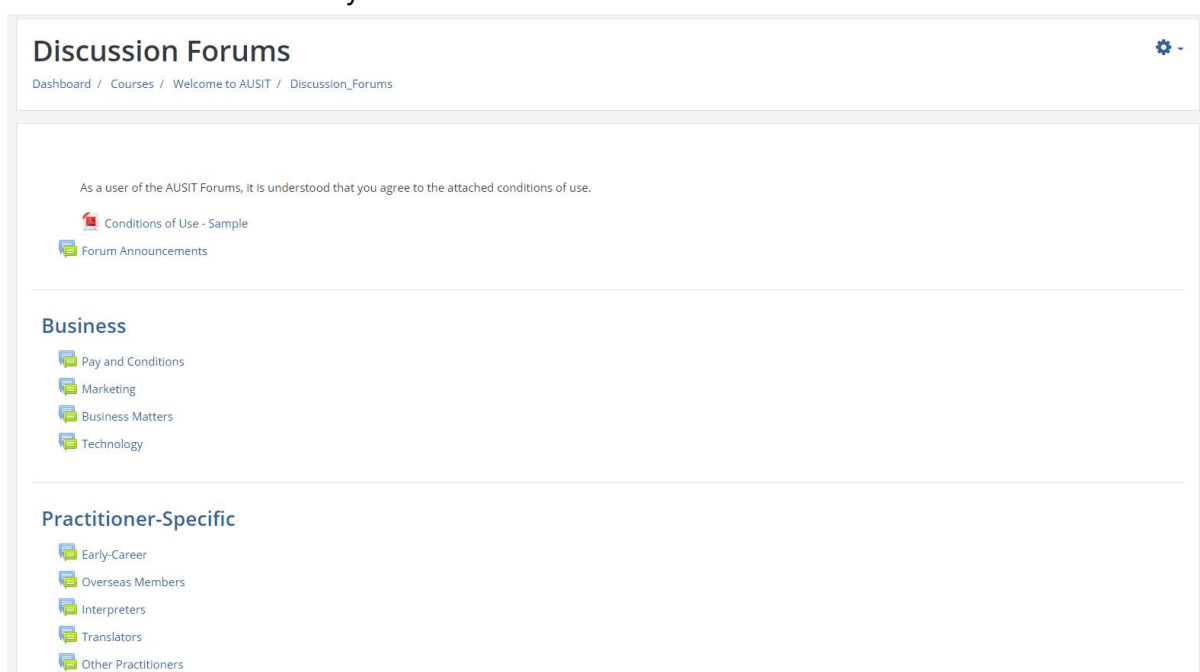 Discussion Forums
Dashboard / Courses / Welcome to AUSIT / Discussion_Forums
As a user of the AUSIT Forums, it is understood that you agree to the attached conditions of use.
Conditions of Use - Sample
Forum Announcements
Business
Pay and Conditions
Marketing
Business Matters
Technology
Practitioner-Specific
Early-Career
Overseas Members
Interpreters
Translators
Other Practitioners